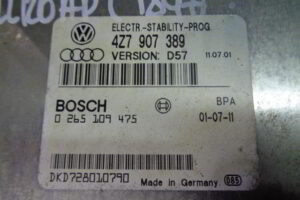 ELECTR.-STABILITY-PROG.
4Z7 907 389
VERSION: D57 11.07.01
BOSCH BPA
0 265 109 475 01-07-11
DKD728010790 Made in Germany 085